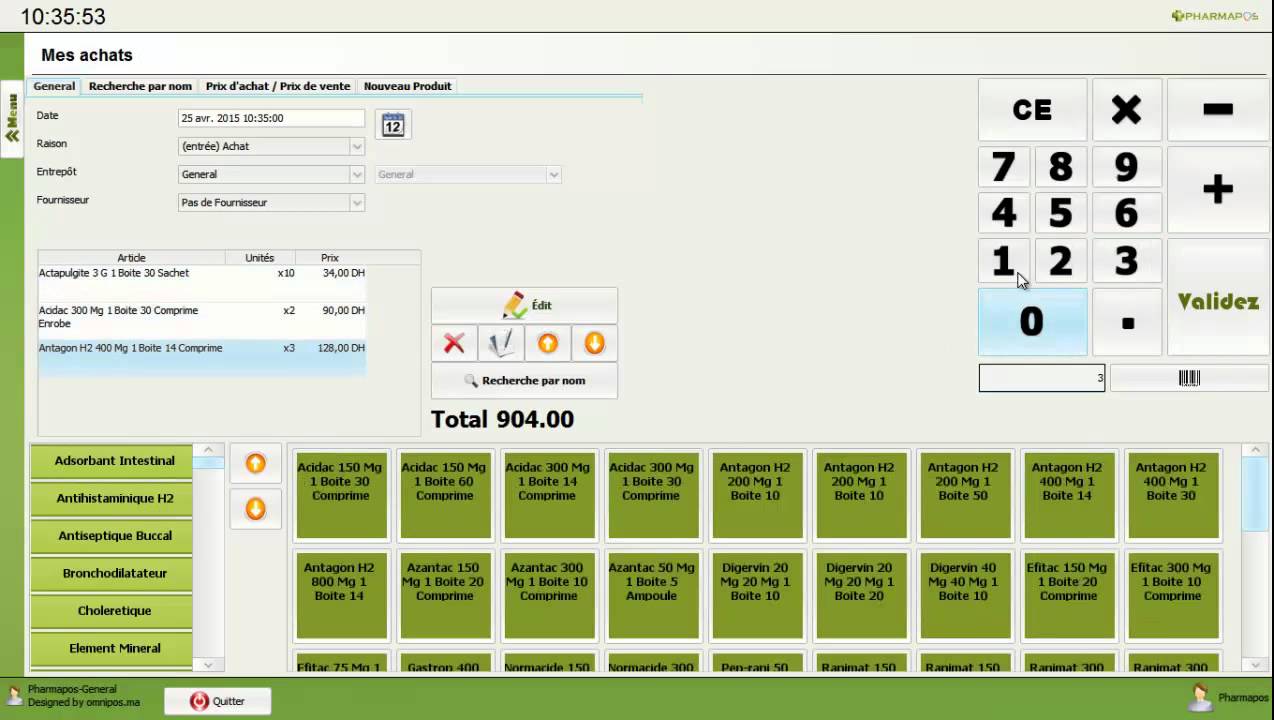 10:35:53
PHARMAPOS
Mes achats
Menu
General
Recherche par nom
Prix d'achat / Prix de vente
Nouveau Produit
Date
25 avr. 2015 10:35:00
12
Raison
(entrée) Achat
Entrepôt
General
General
Fournisseur
Pas de Fournisseur
Article
Unités
Prix
Actapulgite 3 G 1 Boite 30 Sachet
x10
34,00 DH
Acidac 300 Mg 1 Boite 30 Comprime
Enrobe
x2
90,00 DH
Antagon H2 400 Mg 1 Boite 14 Comprime
x3
128,00 DH
Édit
Recherche par nom
Total 904.00
CE
7
8
9
+
4
5
6
1
2
3
Validez
0
.
3
Adsorbant Intestinal
Antihistaminique H2
Antiseptique Buccal
Bronchodilatateur
Choleretique
Element Mineral
Acidac 150 Mg
1 Boite 30
Comprime
Acidac 150 Mg
1 Boite 60
Comprime
Acidac 300 Mg
1 Boite 14
Comprime
Acidac 300 Mg
1 Boite 30
Comprime
Antagon H2
200 Mg 1
Boite 10
Antagon H2
200 Mg 1
Boite 10
Antagon H2
200 Mg 1
Boite 50
Antagon H2
400 Mg 1
Boite 14
Antagon H2
400 Mg 1
Boite 30
Antagon H2
800 Mg 1
Boite 14
Azantac 150
Mg 1 Boite 20
Comprime
Azantac 300
Mg 1 Boite 10
Comprime
Azantac 50 Mg
1 Boite 5
Ampoule
Digervin 20
Mg 20 Mg 1
Boite 10
Digervin 20
Mg 20 Mg 1
Boite 20
Digervin 40
Mg 40 Mg 1
Boite 10
Efitac 150 Mg
1 Boite 20
Comprime
Efitac 300 Mg
1 Boite 10
Comprime
Efitac 75 Mg 1
Gastron 400
Normacide 150
Normacide 300
Pep-rani 50
Ranimat 150
Ranimat 150
Ranimat 300
Ranimat 300
Pharmapos-General
Designed by omnipos.ma
Quitter
Pharmapos